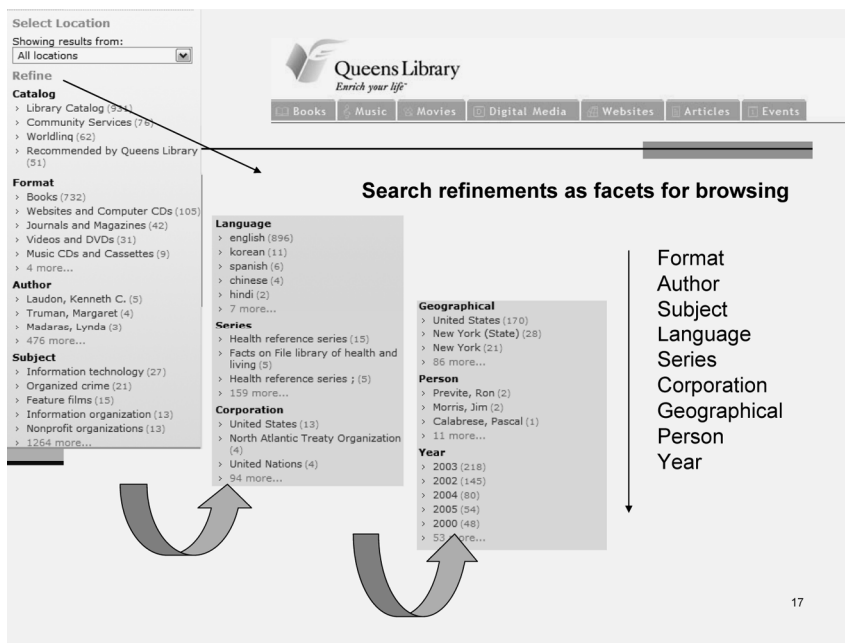 Select Location
Showing results from:
All locations
Refine
Catalog
> Library Catalog (931)
> Community Services (76)
> Worldlinq (62)
> Recommended by Queens Library
(51)
Format
> Books (732)
> Websites and Computer CDs (105)
> Journals and Magazines (42)
> Videos and DVDs (31)
> Music CDs and Cassettes (9)
> 4 more...
Author
> Laudon, Kenneth C. (5)
> Truman, Margaret (4)
> Madaras, Lynda (3)
> 476 more...
Subject
> Information technology (27)
> Organized crime (21)
> Feature films (15)
> Information organization (13)
> Nonprofit organizations (13)
> 1264 more...
Queens Library
Enrich your life
Books Music Movies Digital Media Websites Articles Events
Search refinements as facets for browsing
Language
> english (896)
> korean (11)
> spanish (6)
> chinese (4)
> hindi (2)
> 7 more...
Series
> Health reference series (15)
> Facts on File library of health and
living (5)
> Health reference series ; (5)
> 159 more...
Corporation
> United States (13)
> North Atlantic Treaty Organization
(4)
> United Nations (4)
> 94 more...
Geographical
> United States (170)
> New York (State) (28)
> New York (21)
> 86 more...
Person
> Previte, Ron (2)
> Morris, Jim (2)
> Calabrese, Pascal (1)
> 11 more...
Year
> 2003 (218)
> 2002 (145)
> 2004 (80)
> 2005 (54)
> 2000 (48)
> 53 more...
Format
Author
Subject
Language
Series
Corporation
Geographical
Person
Year
17